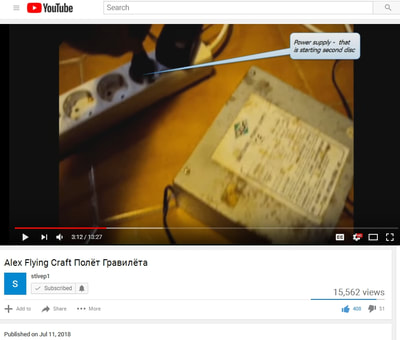 YouTube
Search
Power supply - that
is starting second disc
3:12 / 13:27
Alex Flying Craft Полёт Гравилёта
stivep1
S
Subscribed
15,562 views
Add to Share More
405 51
Published on Jul 11, 2018